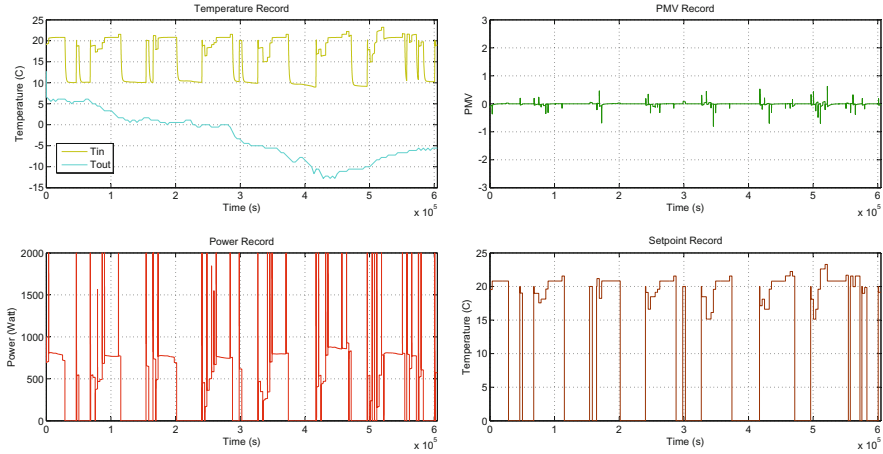 Temperature Record
25
20
15
10
5
0
-5
-10
-15
Temperature (C)
Tin
Tout
0 1 2 3 4 5 6
Time (s)
x 10^5
PMV Record
3
2
1
0
-1
-2
-3
PMV
0 1 2 3 4 5 6
Time (s)
x 10^5
Power Record
2000
1500
1000
500
0
Power (Watt)
0 1 2 3 4 5 6
Time (s)
x 10^5
Setpoint Record
25
20
15
10
5
0
Temperature (C)
0 1 2 3 4 5 6
Time (s)
x 10^5